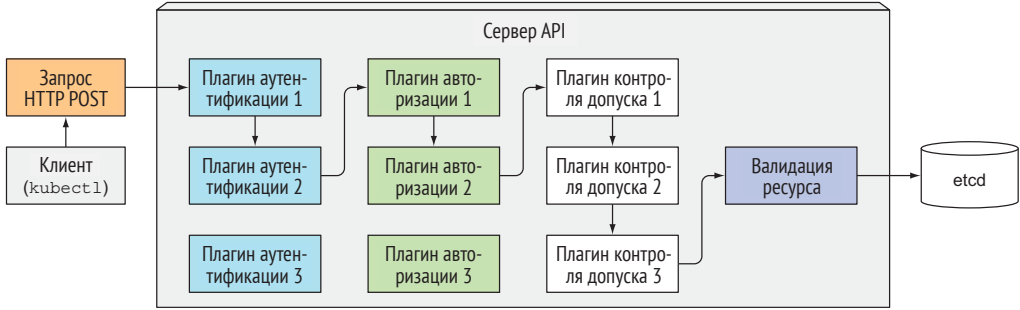 Сервер API
Запрос
HTTP POST
Клиент
(kubectl)
Плагин аутен-
тификации 1
Плагин аутен-
тификации 2
Плагин аутен-
тификации 3
Плагин авто-
ризации 1
Плагин авто-
ризации 2
Плагин авто-
ризации 3
Плагин контро-
ля допуска 1
Плагин контро-
ля допуска 2
Плагин контро-
ля допуска 3
Валидация
ресурса
etcd